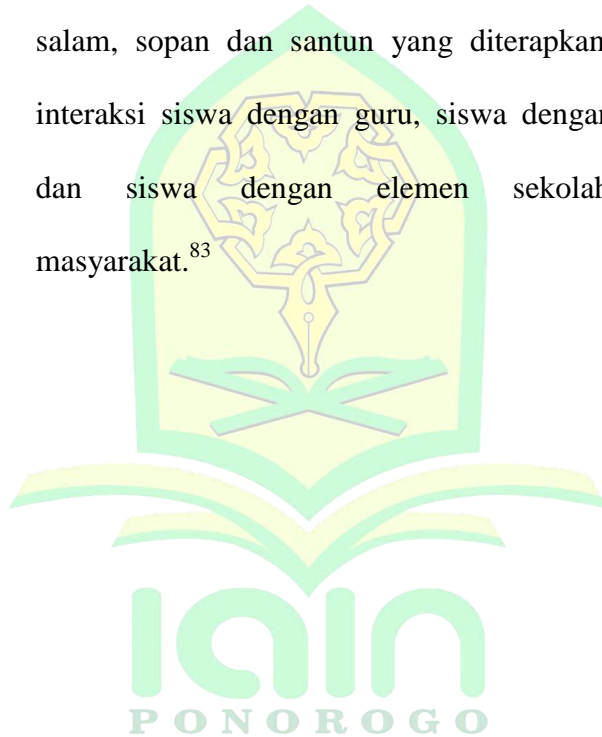 salam, sopan dan santun yang diterapkan
interaksi siswa dengan guru, siswa dengan
dan siswa dengan elemen sekolah
masyarakat.83
iain
PONOROGO